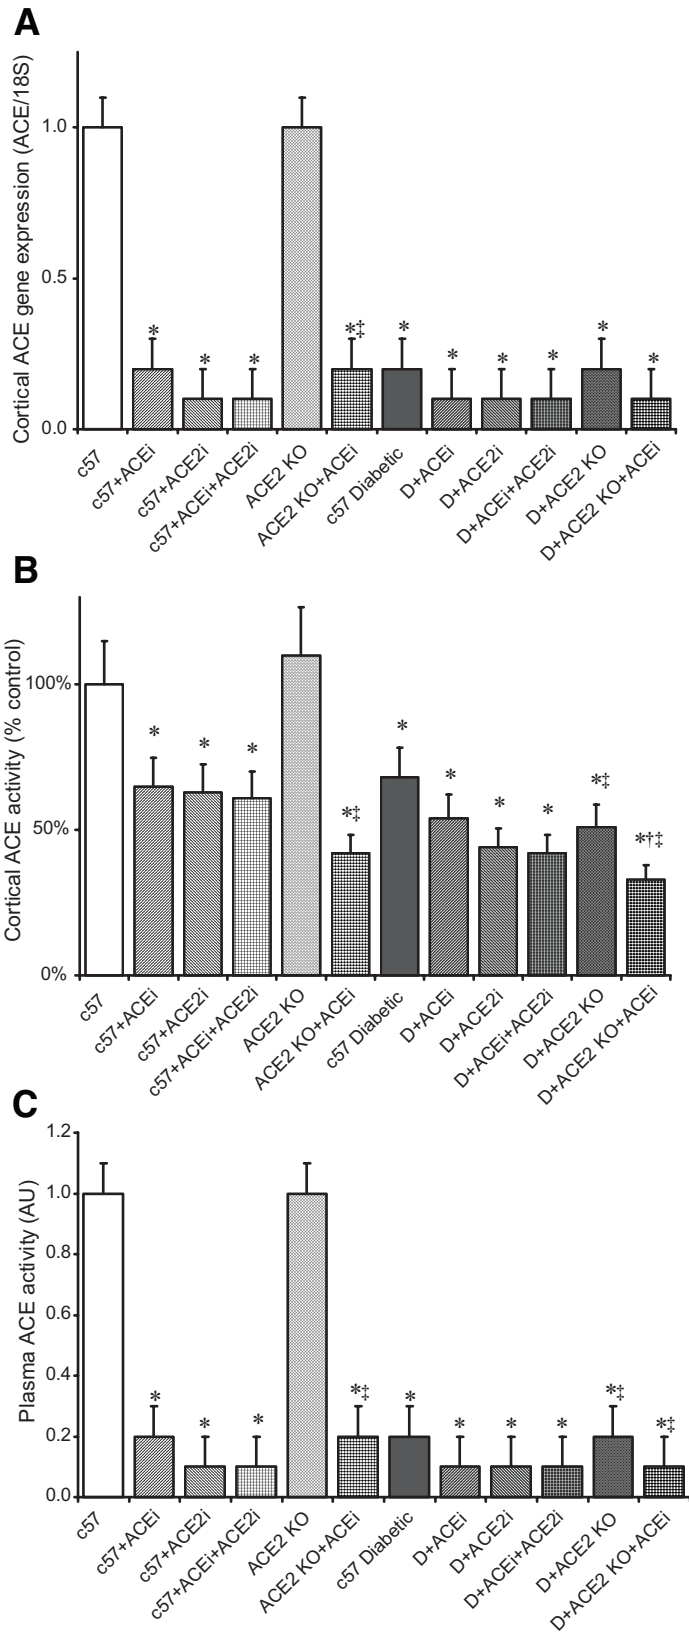 A
Cortical ACE gene expression (ACE/18S)
1.0
0.5
0.0
* * * *‡ * * * * * *
c57 c57+ACEi c57+ACE2i c57+ACEi+ACE2i ACE2 KO ACE2 KO+ACEi c57 Diabetic D+ACEi D+ACE2i D+ACEi+ACE2i D+ACE2 KO D+ACE2 KO+ACEi
B
Cortical ACE activity (% control)
100%
50%
0%
* * * *‡ * * * * *‡ *†‡
c57 c57+ACEi c57+ACE2i c57+ACEi+ACE2i ACE2 KO ACE2 KO+ACEi c57 Diabetic D+ACEi D+ACE2i D+ACEi+ACE2i D+ACE2 KO D+ACE2 KO+ACEi
C
Plasma ACE activity (AU)
1.2
1.0
0.8
0.6
0.4
0.2
0.0
* * * *‡ * * * * *‡ *‡
c57 c57+ACEi c57+ACE2i c57+ACEi+ACE2i ACE2 KO ACE2 KO+ACEi c57 Diabetic D+ACEi D+ACE2i D+ACEi+ACE2i D+ACE2 KO D+ACE2 KO+ACEi